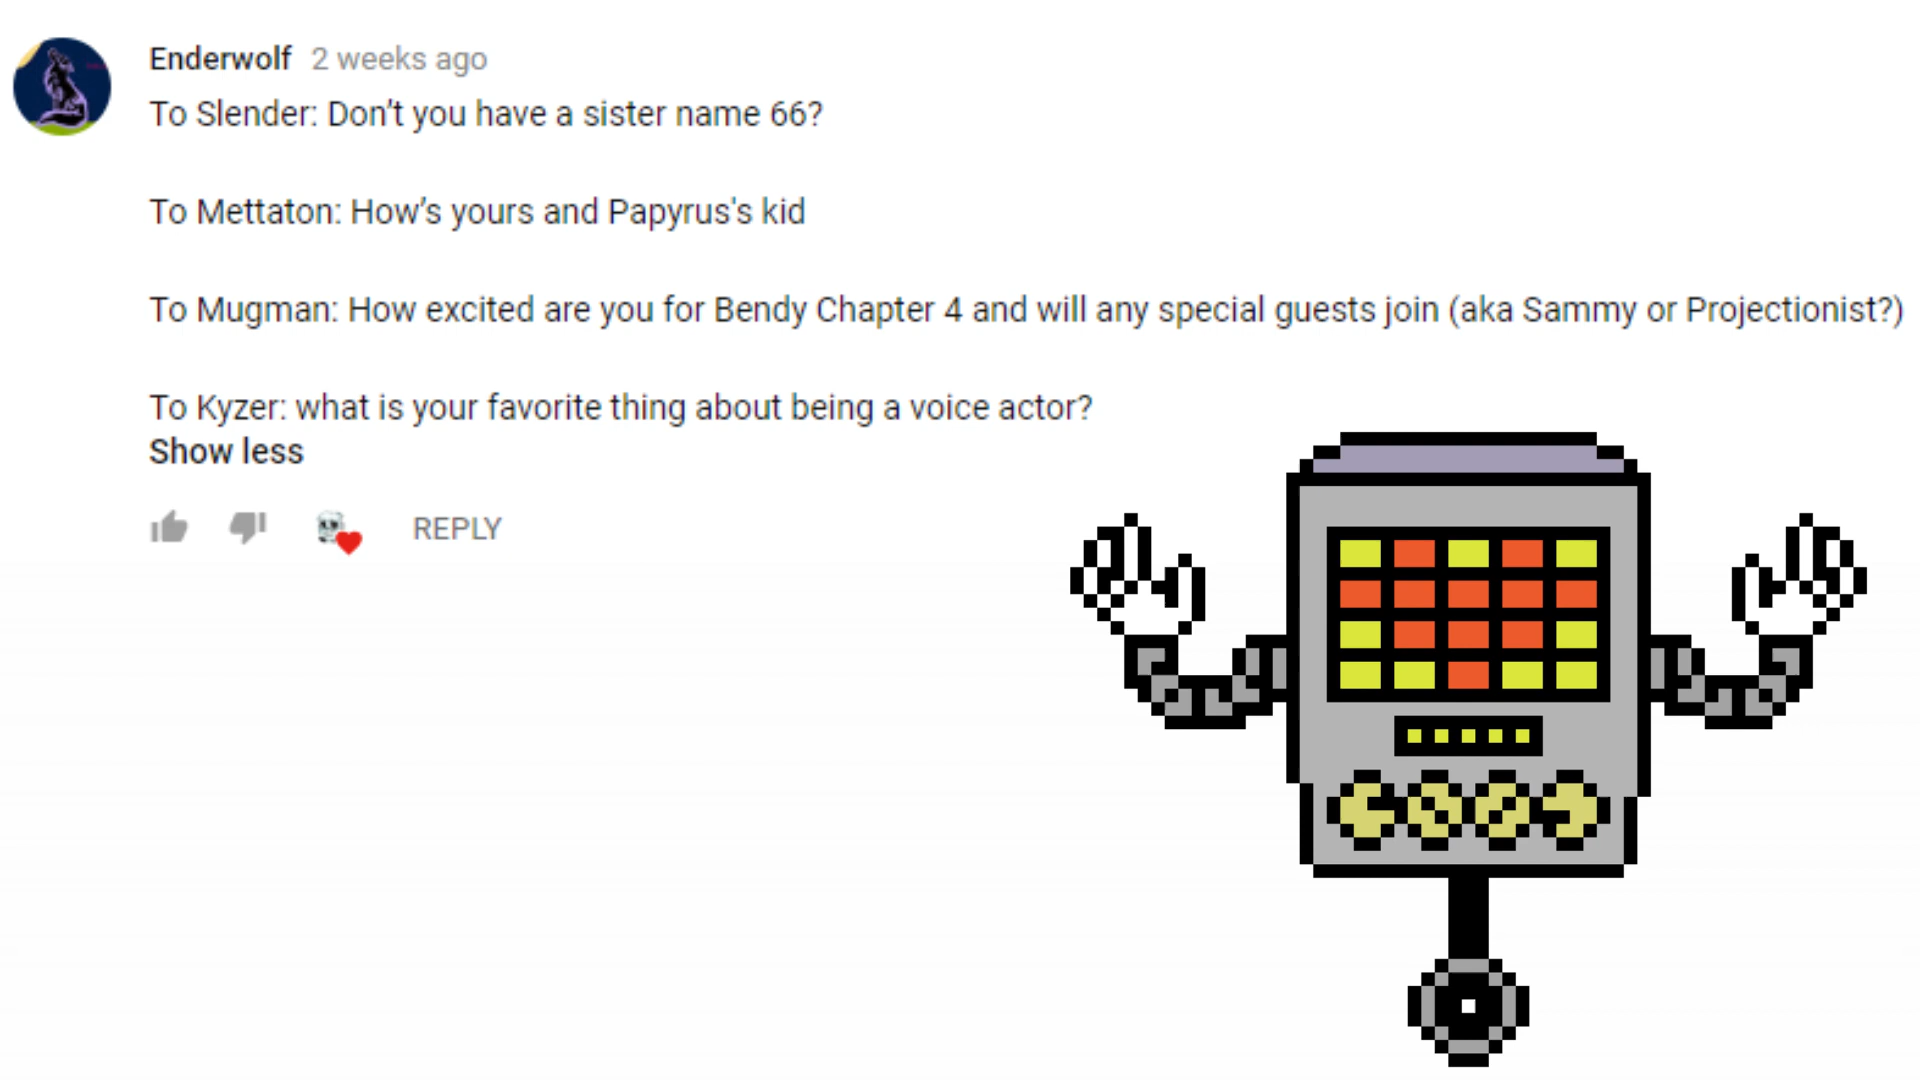 Enderwolf 2 weeks ago
To Slender: Don't you have a sister name 66?
To Mettaton: How's yours and Papyrus's kid
To Mugman: How excited are you for Bendy Chapter 4 and will any special guests join (aka Sammy or Projectionist?)
To Kyzer: what is your favorite thing about being a voice actor?
Show less
REPLY